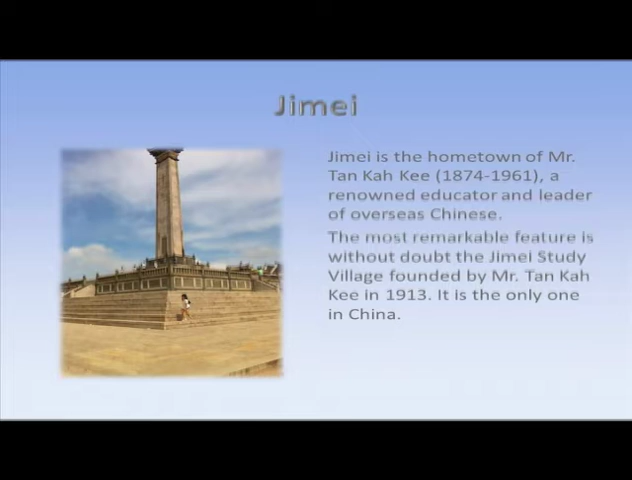 Jimei
Jimei is the hometown of Mr.
Tan Kah Kee (1874-1961), a
renowned educator and leader
of overseas Chinese.
The most remarkable feature is
without doubt the Jimei Study
Village founded by Mr. Tan Kah
Kee in 1913. It is the only one
in China.